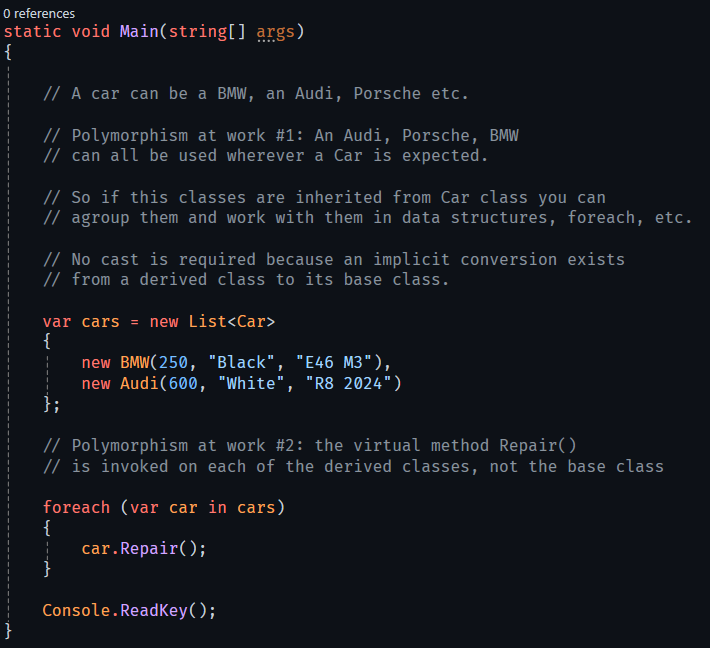 0 references
static void Main(string[] args)
{
// A car can be a BMW, an Audi, Porsche etc.
// Polymorphism at work #1: An Audi, Porsche, BMW
// can all be used wherever a Car is expected.
// So if this classes are inherited from Car class you can
// agroup them and work with them in data structures, foreach, etc.
// No cast is required because an implicit conversion exists
// from a derived class to its base class.
var cars = new List<Car>
{
new BMW(250, "Black", "E46 M3"),
new Audi(600, "White", "R8 2024")
};
// Polymorphism at work #2: the virtual method Repair()
// is invoked on each of the derived classes, not the base class
foreach (var car in cars)
{
car.Repair();
}
Console.ReadKey();
}